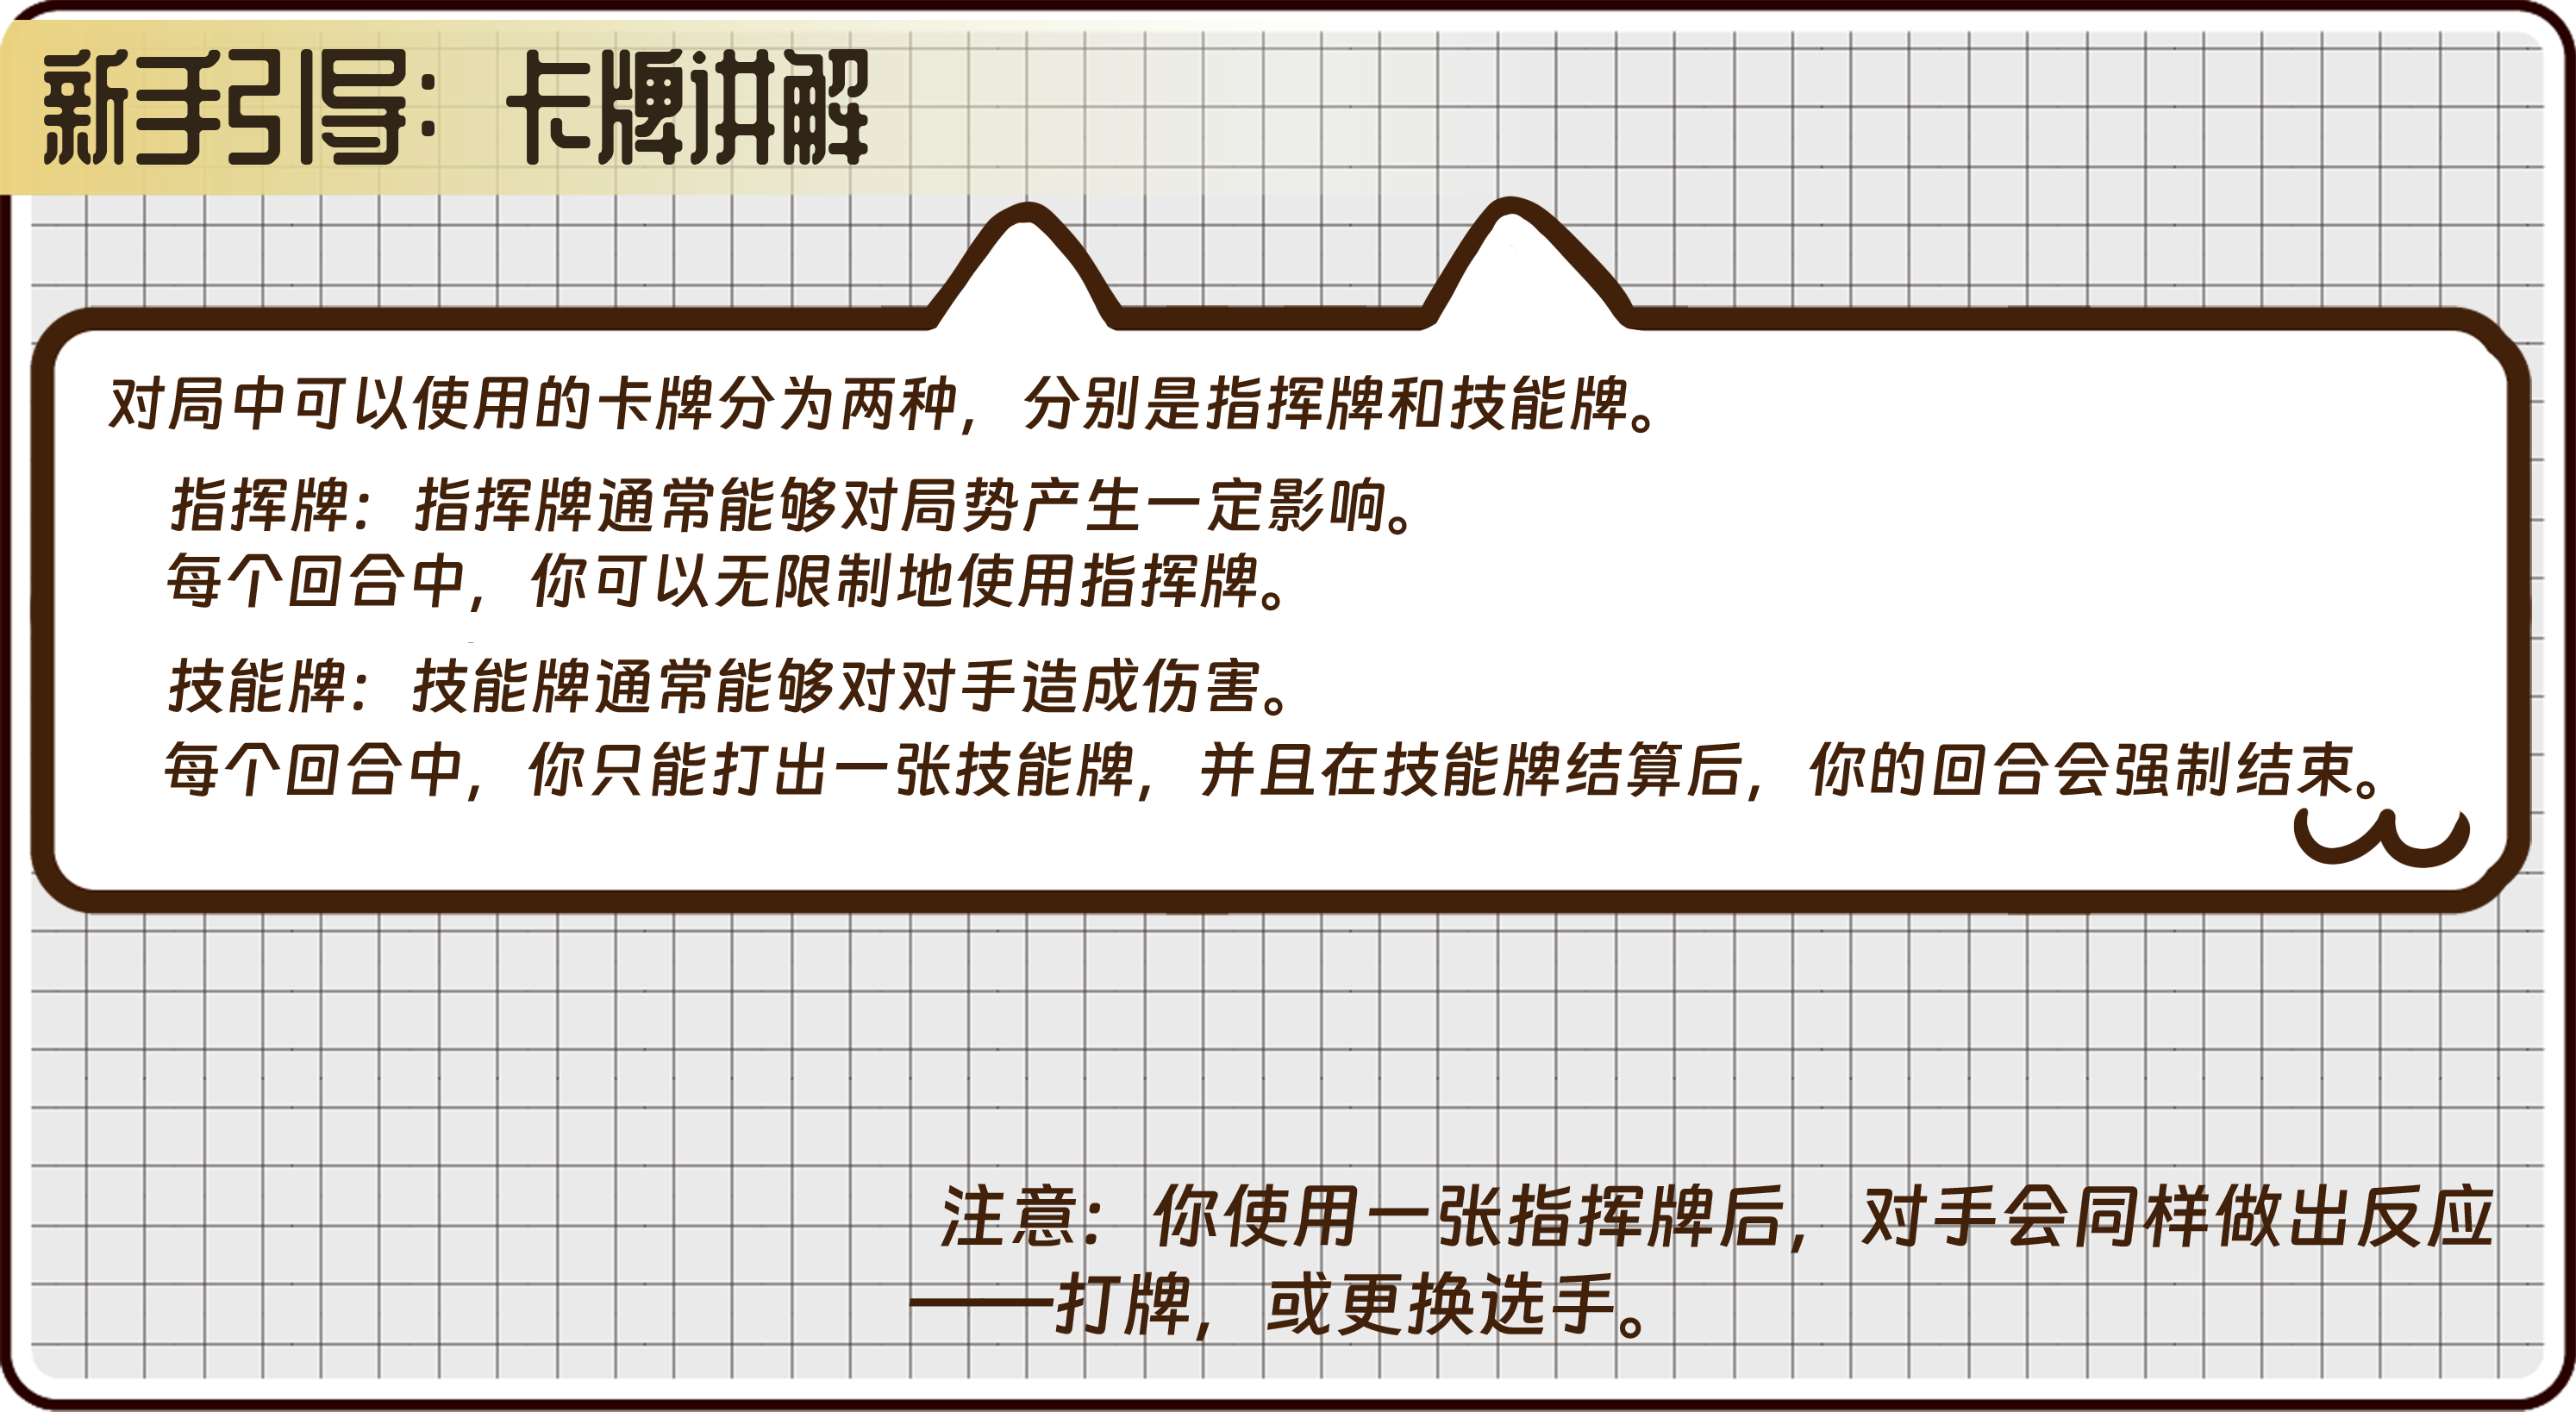 新手引导：卡牌讲解
对局中可以使用的卡牌分为两种，分别是指挥牌和技能牌。
指挥牌：指挥牌通常能够对局势产生一定影响。
每个回合中，你可以无限制地使用指挥牌。
技能牌：技能牌通常能够对对手造成伤害。
每个回合中，你只能打出一张技能牌，并且在技能牌结算后，你的回合会强制结束。
注意：你使用一张指挥牌后，对手会同样做出反应
——打牌，或更换选手。